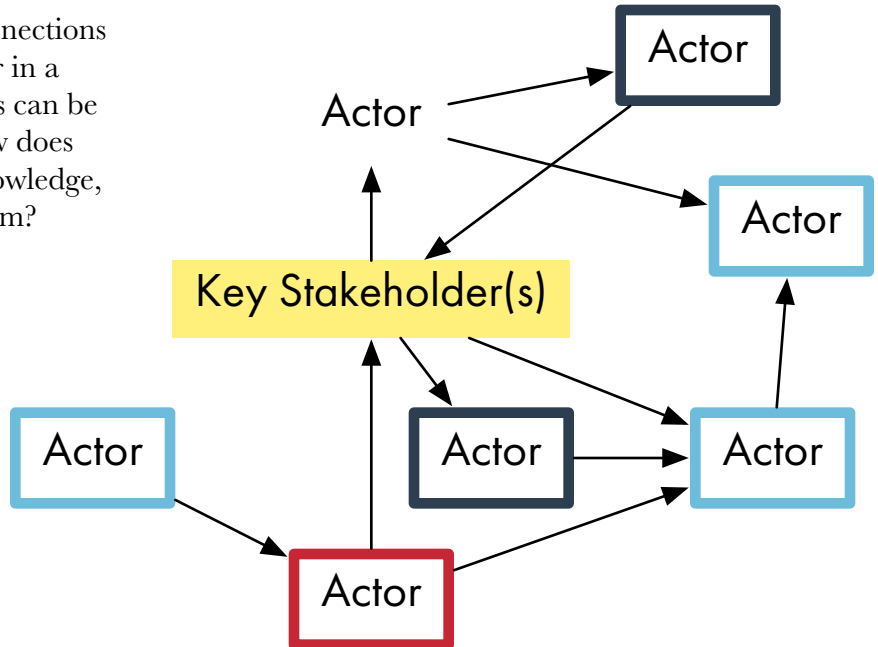 nections
r in a
s can be
v does
owledge,
m?
Actor
Actor
Actor
Key Stakeholder(s)
Actor
Actor
Actor
Actor